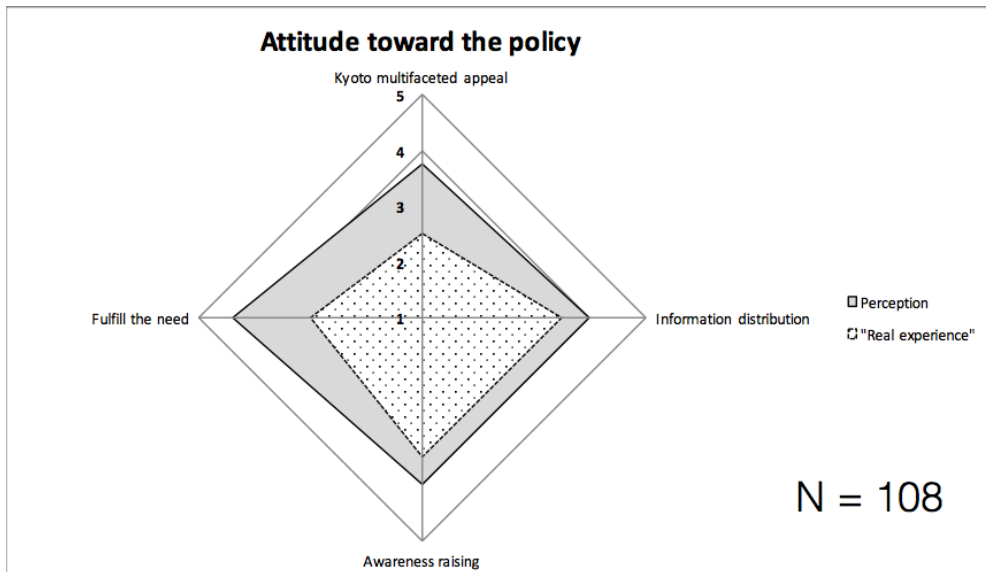 Attitude toward the policy
Kyoto multifaceted appeal
5
4
3
2
1
Fulfill the need
Information distribution
Perception
"Real experience"
Awareness raising
N = 108